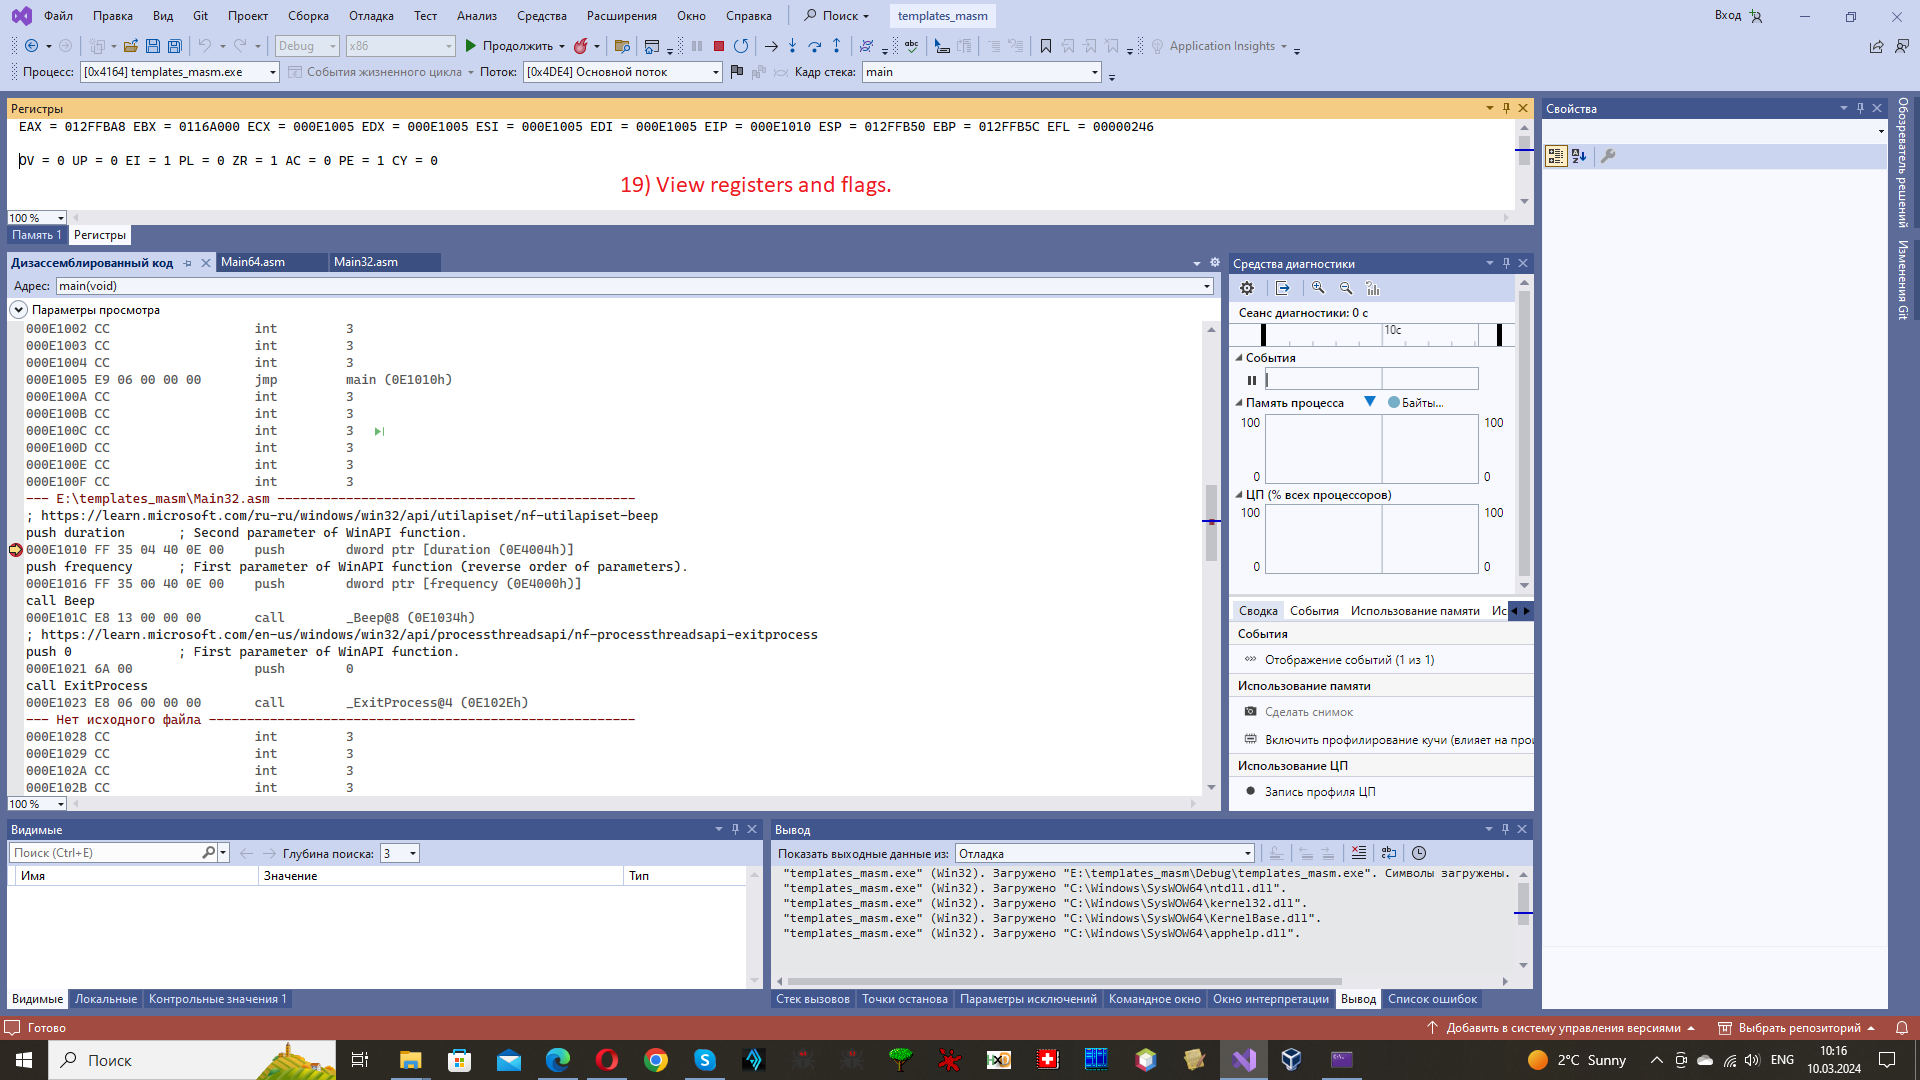 Файл Правка Вид Git Проект Сборка Отладка Тест Анализ Средства Расширения Окно Справка Поиск templates_masm Вход
Debug x86 Продолжить Application Insights
Процесс: [0x4164] templates_masm.exe События жизненного цикла Поток: [0x4DE4] Основной поток Кадр стека: main
Регистры
EAX = 012FFBA8 EBX = 0116A000 ECX = 000E1005 EDX = 000E1005 ESI = 000E1005 EDI = 000E1005 EIP = 000E1010 ESP = 012FFB50 EBP = 012FFB5C EFL = 00000246
OV = 0 UP = 0 EI = 1 PL = 0 ZR = 1 AC = 0 PE = 1 CY = 0
19) View registers and flags.
100 %
Память 1 Регистры
Дизассемблированный код Main64.asm Main32.asm
Адрес: main(void)
Параметры просмотра
000E1002 CC int 3
000E1003 CC int 3
000E1004 CC int 3
000E1005 E9 06 00 00 00 jmp main (0E1010h)
000E100A CC int 3
000E100B CC int 3
000E100C CC int 3
000E100D CC int 3
000E100E CC int 3
000E100F CC int 3
--- E:\templates_masm\Main32.asm -----------------------------------------------
; https://learn.microsoft.com/ru-ru/windows/win32/api/utilapiset/nf-utilapiset-beep
push duration ; Second parameter of WinAPI function.
000E1010 FF 35 04 40 0E 00 push dword ptr [duration (0E4004h)]
push frequency ; First parameter of WinAPI function (reverse order of parameters).
000E1016 FF 35 00 40 0E 00 push dword ptr [frequency (0E4000h)]
call Beep
000E101C E8 13 00 00 00 call _Beep@8 (0E1034h)
; https://learn.microsoft.com/en-us/windows/win32/api/processthreadsapi/nf-processthreadsapi-exitprocess
push 0 ; First parameter of WinAPI function.
000E1021 6A 00 push 0
call ExitProcess
000E1023 E8 06 00 00 00 call _ExitProcess@4 (0E102Eh)
--- Нет исходного файла --------------------------------------------------------
000E1028 CC int 3
000E1029 CC int 3
000E102A CC int 3
000E102B CC int 3
100 %
Средства диагностики
Сеанс диагностики: 0 с
10с
События
Память процесса Байты...
100 100
0 0
ЦП (% всех процессоров)
100 100
0 0
Сводка События Использование памяти Ис
События
Отображение событий (1 из 1)
Использование памяти
Сделать снимок
Включить профилирование кучи (влияет на прои
Использование ЦП
Запись профиля ЦП
Свойства
Обозреватель решений
Изменения Git
Видимые
Поиск (Ctrl+E) Глубина поиска: 3
Имя Значение Тип
Видимые Локальные Контрольные значения 1
Вывод
Показать выходные данные из: Отладка
"templates_masm.exe" (Win32). Загружено "E:\templates_masm\Debug\templates_masm.exe". Символы загружены.
"templates_masm.exe" (Win32). Загружено "C:\Windows\SysWOW64\ntdll.dll".
"templates_masm.exe" (Win32). Загружено "C:\Windows\SysWOW64\kernel32.dll".
"templates_masm.exe" (Win32). Загружено "C:\Windows\SysWOW64\KernelBase.dll".
"templates_masm.exe" (Win32). Загружено "C:\Windows\SysWOW64\apphelp.dll".
Стек вызовов Точки останова Параметры исключений Командное окно Окно интерпретации Вывод Список ошибок
Готово Добавить в систему управления версиями Выбрать репозиторий
Поиск 2°C Sunny ENG 10:16
10.03.2024